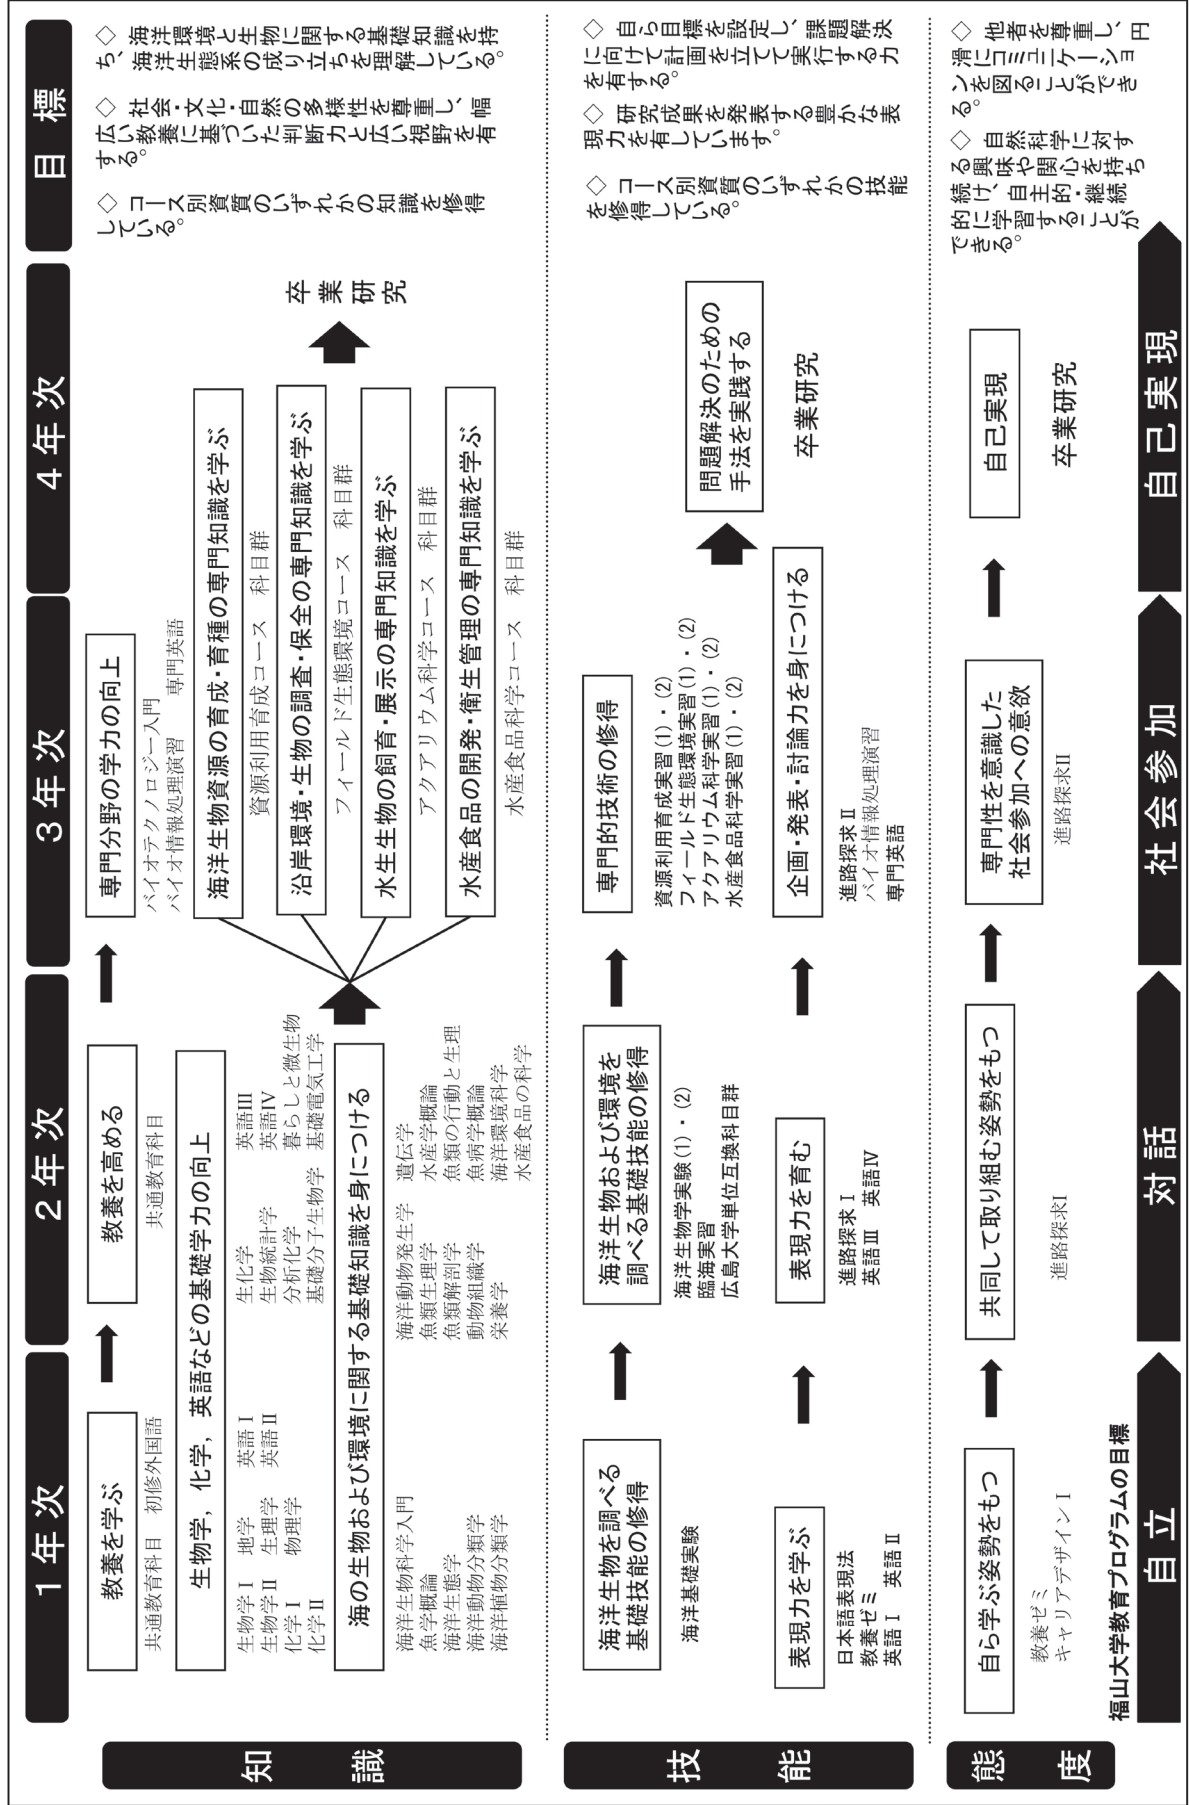 1年次
2年次
3年次
4年次
目標
知識
教養を学ぶ
共通教育科目 初修外国語
教養を高める
共通教育科目
専門分野の学力の向上
バイオテクノロジー入門
バイオ情報処理演習 専門英語
生物学，化学，英語などの基礎学力の向上
生物学Ⅰ 地学 英語Ⅰ
生物学Ⅱ 生理学 英語Ⅱ
化学Ⅰ 物理学
化学Ⅱ
生化学 英語Ⅲ
生物統計学 英語Ⅳ
分析化学 暮らしと微生物
基礎分子生物学 基礎電気工学
海の生物および環境に関する基礎知識を身につける
海洋生物科学入門
魚学概論
海洋生態学
海洋動物分類学
海洋植物分類学
海洋動物発生学 遺伝学
魚類生理学 水産学概論
魚類解剖学 魚類の行動と生理
動物組織学 魚病学概論
栄養学 海洋環境科学
水産食品の科学
海洋生物資源の育成・育種の専門知識を学ぶ
資源利用育成コース 科目群
沿岸環境・生物の調査・保全の専門知識を学ぶ
フィールド生態環境コース 科目群
水生生物の飼育・展示の専門知識を学ぶ
アクアリウム科学コース 科目群
水産食品の開発・衛生管理の専門知識を学ぶ
水産食品科学コース 科目群
卒業研究
◇ 海洋環境と生物に関する基礎知識を持
ち、海洋生態系の成り立ちを理解している。
◇ 社会・文化・自然の多様性を尊重し、幅
広い教養に基づいた判断力と広い視野を有
する。
◇ コース別資質のいずれかの知識を修得
している。
技能
海洋生物を調べる
基礎技能の修得
海洋基礎実験
海洋生物および環境を
調べる基礎技能の修得
海洋生物学実験(1)・(2)
臨海実習
広島大学単位互換科目群
専門的技術の修得
資源利用育成実習(1)・(2)
フィールド生態環境実習(1)・(2)
アクアリウム科学実習(1)・(2)
水産食品科学実習(1)・(2)
表現力を学ぶ
日本語表現法
教養ゼミ
英語Ⅰ 英語Ⅱ
表現力を育む
進路探求Ⅰ
英語Ⅲ 英語Ⅳ
企画・発表・討論力を身につける
進路探求Ⅱ
バイオ情報処理演習
専門英語
問題解決のための
手法を実践する
卒業研究
◇ 自ら目標を設定し、課題解決
に向けて計画を立てて実行する力
を有する。
◇ 研究成果を発表する豊かな表
現力を有しています。
◇ コース別資質のいずれかの技能
を修得している。
態度
自ら学ぶ姿勢をもつ
教養ゼミ
キャリアデザインⅠ
共同して取り組む姿勢をもつ
進路探求Ⅰ
専門性を意識した
社会参加への意欲
進路探求Ⅱ
自己実現
卒業研究
◇ 他者を尊重し、円
滑にコミュニケーショ
ンを図ることができ
る。
◇ 自然科学に対す
る興味や関心を持ち
続け、自主的・継続
的に学習することが
できる。
福山大学教育プログラムの目標
自立
対話
社会参加
自己実現